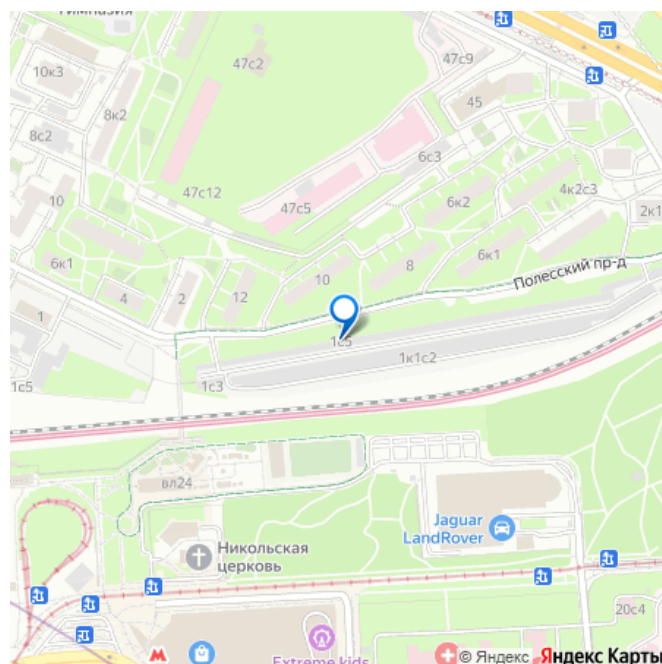 Гимназия
47с2
47с9
10к3
8к2
45
8с2
6с3
47с12
47с5
10
6к2
4к2с3
2к1
6к1
8
6к1
10
Полесский пр-д
4
2
12
1
1с5
1к1с2
1с5
1с3
вл24
Jaguar
LandRover
Никольская
церковь
20с4
М
Extreme kids
© Яндекс Яндекс Карты